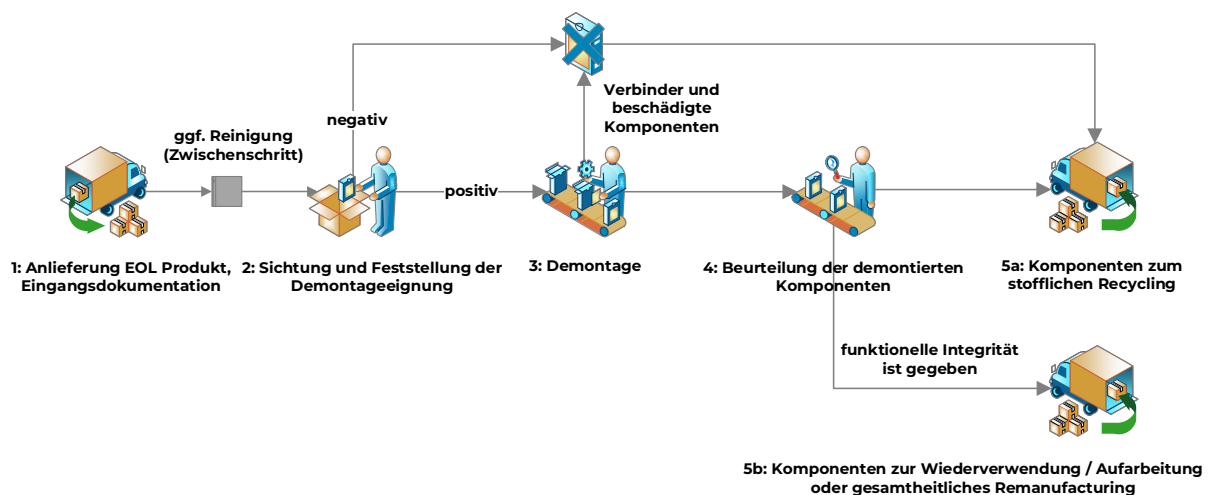 Verbinder und
beschädigte
Komponenten
negativ
ggf. Reinigung
(Zwischenschritt)
positiv
1: Anlieferung EOL Produkt,
Eingangsdokumentation
2: Sichtung und Feststellung der
Demontageeignung
3: Demontage
4: Beurteilung der demontierten
Komponenten
5a: Komponenten zum
stofflichen Recycling
funktionelle Integrität
ist gegeben
5b: Komponenten zur Wiederverwendung / Aufarbeitung
oder gesamtheitliches Remanufacturing